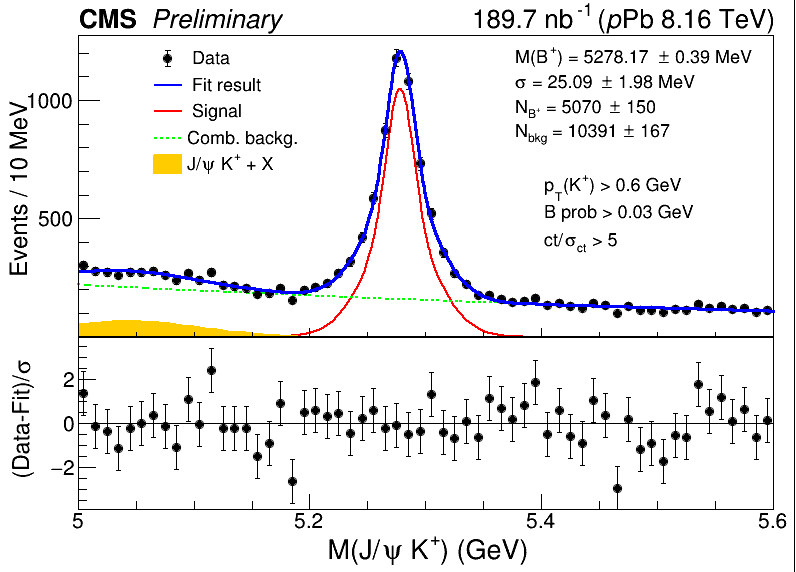 CMS Preliminary 189.7 nb⁻¹ (pPb 8.16 TeV)
Data
Fit result
Signal
Comb. backg.
J/ψ K⁺ + X
M(B⁺) = 5278.17 ± 0.39 MeV
σ = 25.09 ± 1.98 MeV
N_B⁺ = 5070 ± 150
N_bkg = 10391 ± 167
p_T(K⁺) > 0.6 GeV
B prob > 0.03 GeV
ct/σ_ct > 5
Events / 10 MeV
1000
500
(Data-Fit)/σ
2
0
−2
5 5.2 5.4 5.6
M(J/ψ K⁺) (GeV)